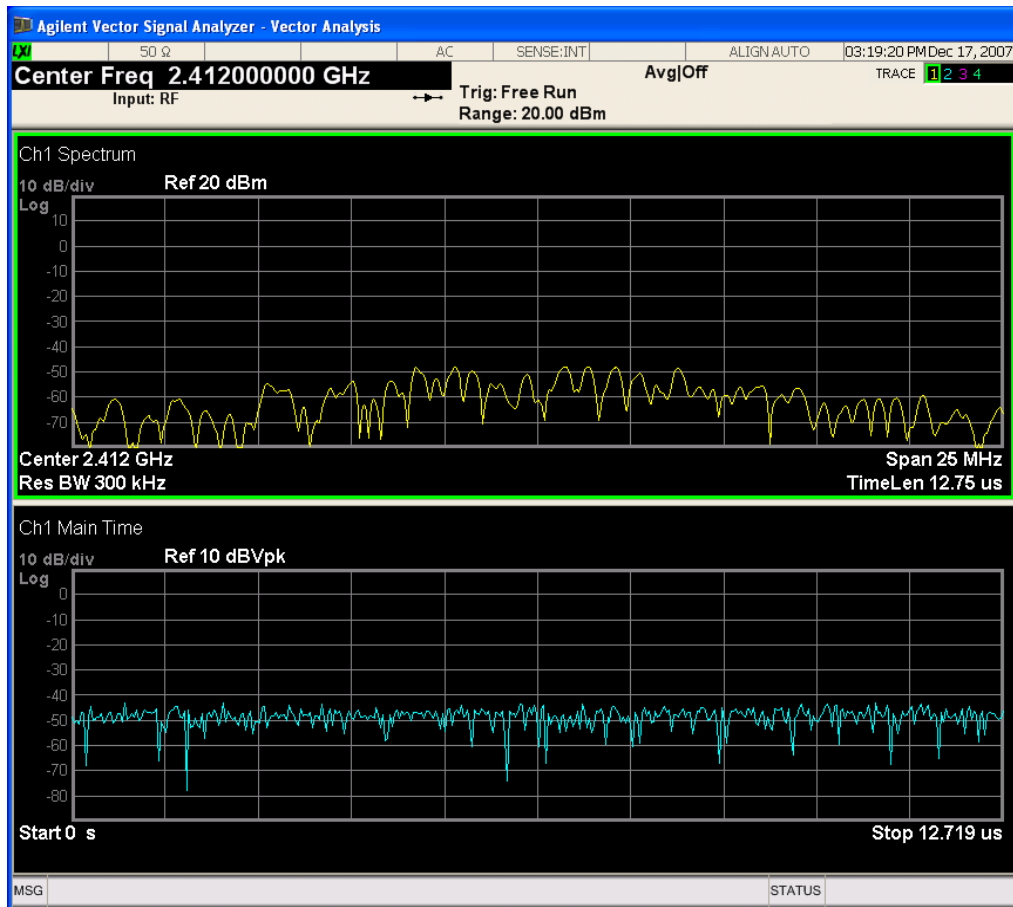 Agilent Vector Signal Analyzer - Vector Analysis
LXI 50 Ω AC SENSE:INT ALIGN AUTO 03:19:20 PM Dec 17, 2007
Center Freq 2.412000000 GHz Avg|Off TRACE 1 2 3 4
Input: RF Trig: Free Run
Range: 20.00 dBm
Ch1 Spectrum
10 dB/div Ref 20 dBm
Log
10
0
-10
-20
-30
-40
-50
-60
-70
Center 2.412 GHz Span 25 MHz
Res BW 300 kHz TimeLen 12.75 us
Ch1 Main Time
10 dB/div Ref 10 dBVpk
Log
0
-10
-20
-30
-40
-50
-60
-70
-80
Start 0 s Stop 12.719 us
MSG STATUS